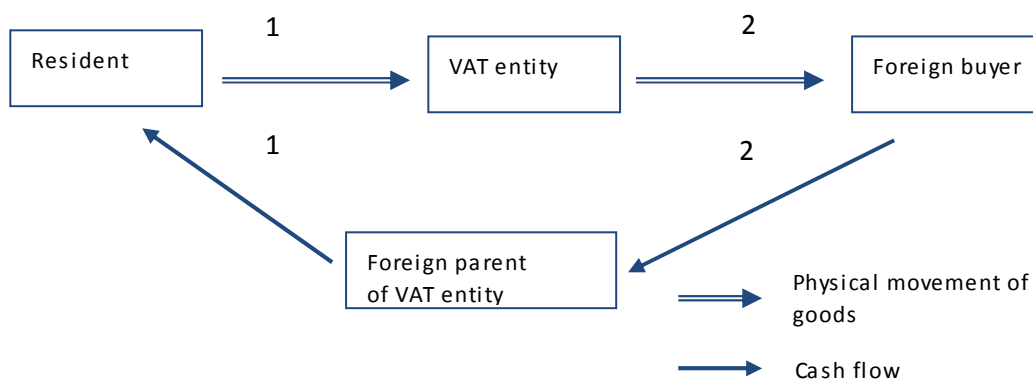 1
2
Resident
VAT entity
Foreign buyer
1
2
Foreign parent
of VAT entity
Physical movement of
goods
Cash flow